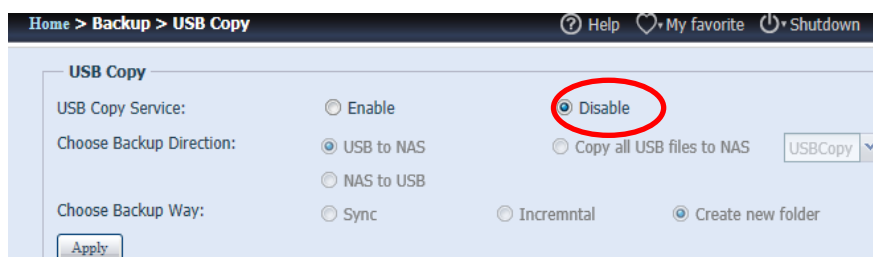 Home > Backup > USB Copy Help My favorite Shutdown
USB Copy
USB Copy Service: Enable Disable
Choose Backup Direction: USB to NAS Copy all USB files to NAS USBCopy
NAS to USB
Choose Backup Way: Sync Incremntal Create new folder
Apply